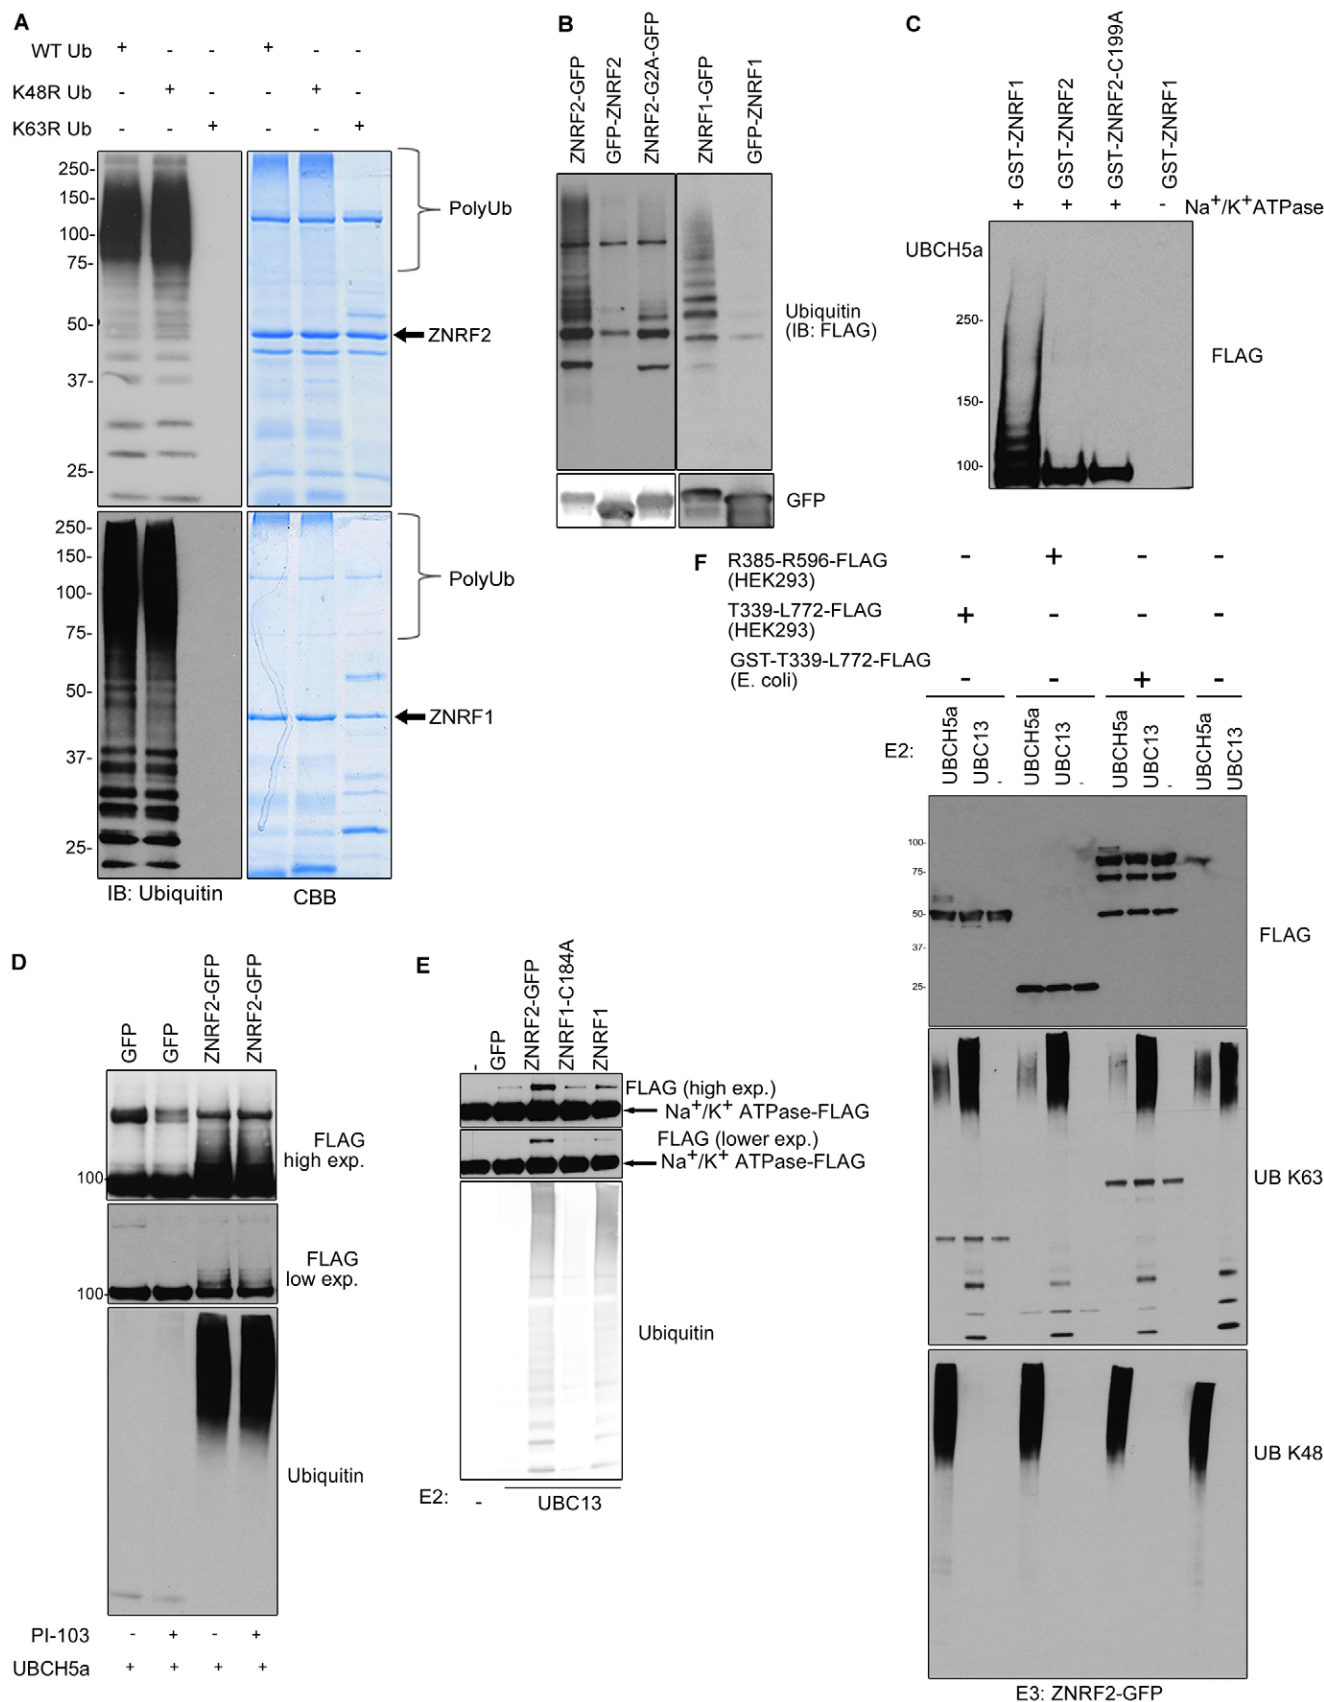 A
WT Ub + - - + - -
K48R Ub - + - - + -
K63R Ub - - + - - +
250-
150-
100-
75-
50-
37-
25-
PolyUb
ZNRF2
250-
150-
100-
75-
50-
37-
25-
PolyUb
ZNRF1
IB: Ubiquitin
CBB
B
ZNRF2-GFP
GFP-ZNRF2
ZNRF2-G2A-GFP
ZNRF1-GFP
GFP-ZNRF1
Ubiquitin
(IB: FLAG)
GFP
C
GST-ZNRF1
GST-ZNRF2
GST-ZNRF2-C199A
GST-ZNRF1
+ + + - Na+/K+ATPase
UBCH5a
250-
150-
100-
FLAG
D
GFP
GFP
ZNRF2-GFP
ZNRF2-GFP
100-
FLAG
high exp.
100-
FLAG
low exp.
Ubiquitin
PI-103 - + - +
UBCH5a + + + +
E
-
GFP
ZNRF2-GFP
ZNRF1-C184A
ZNRF1
FLAG (high exp.)
Na+/K+ ATPase-FLAG
FLAG (lower exp.)
Na+/K+ ATPase-FLAG
Ubiquitin
E2: - UBC13
F
R385-R596-FLAG - + - -
(HEK293)
T339-L772-FLAG + - - -
(HEK293)
GST-T339-L772-FLAG
(E. coli) - - + -
E2:
UBCH5a
UBC13
-
UBCH5a
UBC13
-
UBCH5a
UBC13
-
UBCH5a
UBC13
100-
75-
50-
37-
25-
FLAG
UB K63
UB K48
E3: ZNRF2-GFP